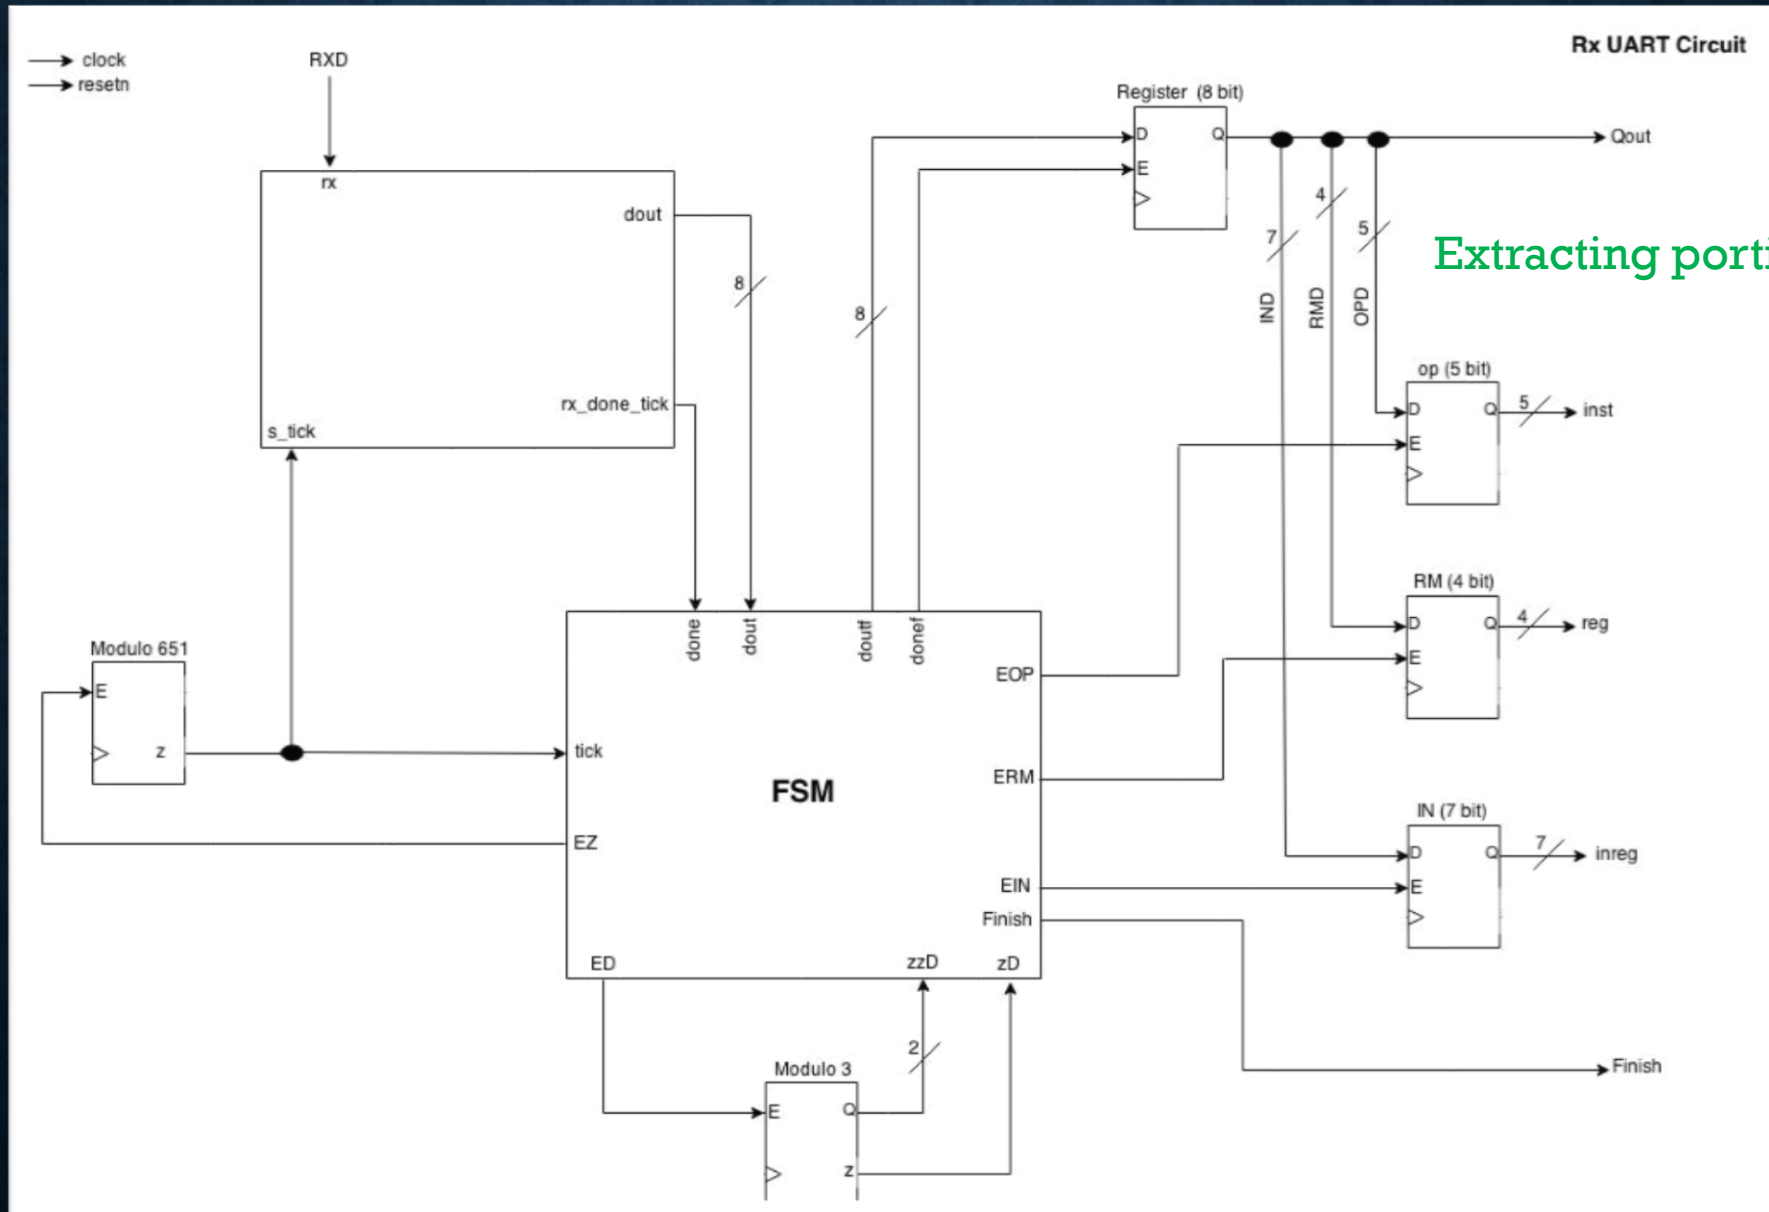 Rx UART Circuit
clock
resetn
RXD
Register (8 bit)
D
Q
Qout
E
rx
dout
8
8
4
7
5
Extracting porti
IND
RMD
OPD
op (5 bit)
D
Q
5
inst
E
rx_done_tick
s_tick
RM (4 bit)
D
Q
4
reg
E
done
dout
doutf
donef
Modulo 651
E
z
EOP
tick
FSM
ERM
EZ
IN (7 bit)
D
Q
7
inreg
E
EIN
Finish
ED
zzD
zD
2
Modulo 3
E
Q
z
Finish